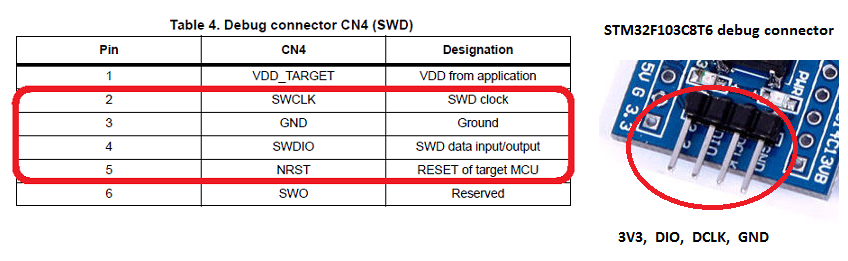 Table 4. Debug connector CN4 (SWD)
Pin CN4 Designation
1 VDD_TARGET VDD from application
2 SWCLK SWD clock
3 GND Ground
4 SWDIO SWD data input/output
5 NRST RESET of target MCU
6 SWO Reserved
STM32F103C8T6 debug connector
5V G 3.3
PWR
GND
3V3, DIO, DCLK, GND